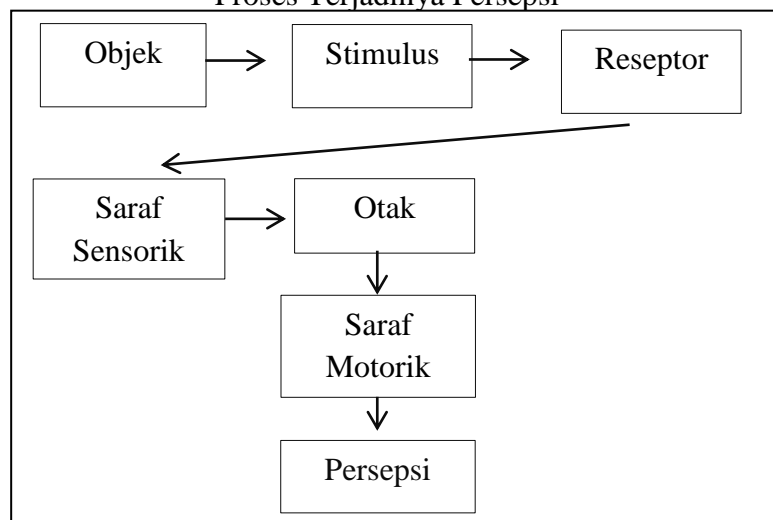 Proses Terjadinya Persepsi
Objek
Stimulus
Reseptor
Saraf
Sensorik
Otak
Saraf
Motorik
Persepsi